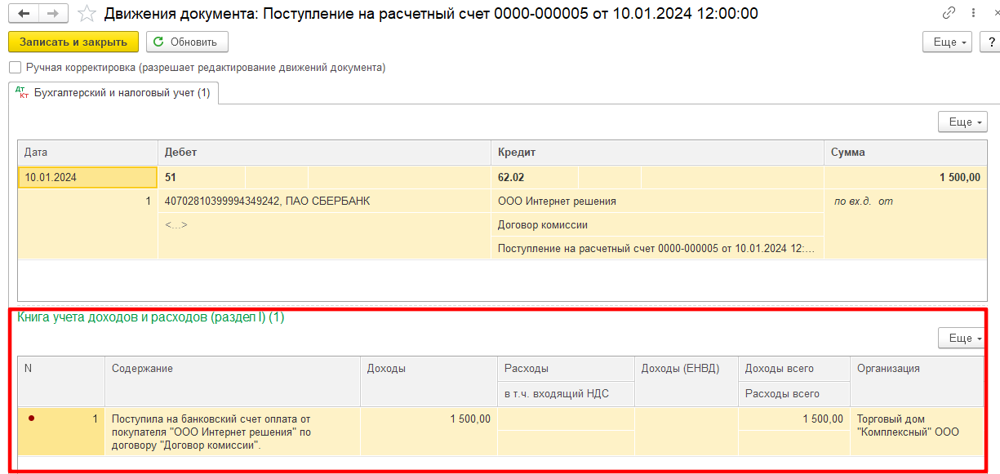 Движения документа: Поступление на расчетный счет 0000-000005 от 10.01.2024 12:00:00
Записать и закрыть
Обновить
Еще
?
Ручная корректировка (разрешает редактирование движений документа)
Дт Кт Бухгалтерский и налоговый учет (1)
Еще
Дата Дебет Кредит Сумма
10.01.2024 51 62.02 1 500,00
1 40702810399994349242, ПАО СБЕРБАНК ООО Интернет решения по вх.д. от
<...> Договор комиссии
Поступление на расчетный счет 0000-000005 от 10.01.2024 12:...
Книга учета доходов и расходов (раздел I) (1)
Еще
N Содержание Доходы Расходы Доходы (ЕНВД) Доходы всего Организация
в т.ч. входящий НДС Расходы всего
1 Поступила на банковский счет оплата от 1 500,00 1 500,00 Торговый дом
покупателя "ООО Интернет решения" по "Комплексный" ООО
договору "Договор комиссии".